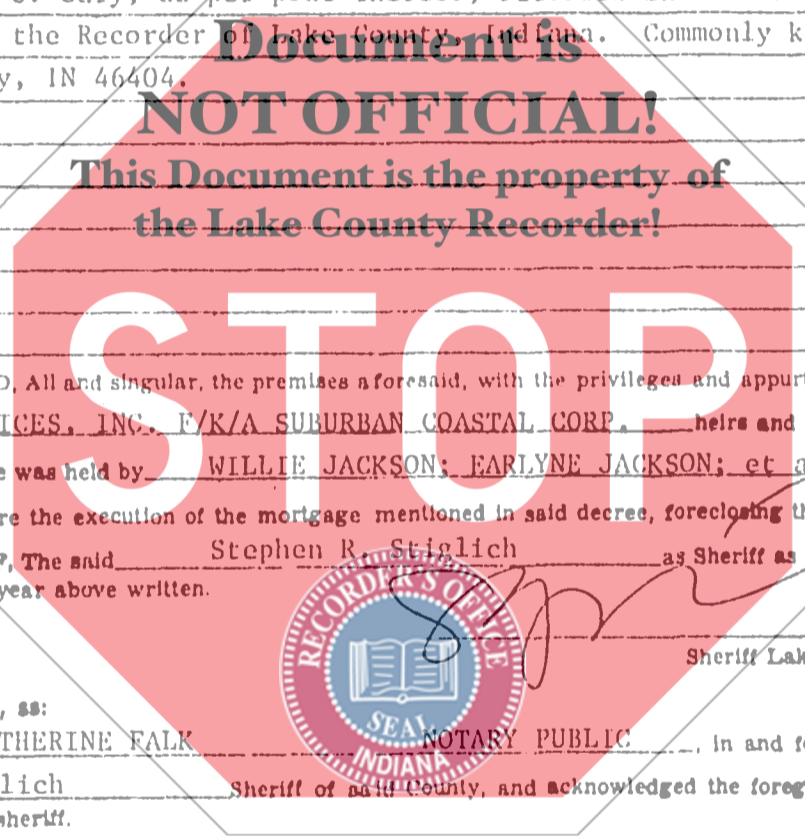 the Recorder of Lake County, Indiana. Commonly k
y, IN 46404.
Document is
NOT OFFICIAL!
This Document is the property of
the Lake County Recorder!
STOP
D, All and singular, the premises aforesaid, with the privileges and appurt
ICES, INC. F/K/A SUBURBAN COASTAL CORP. heirs and
e was held by WILLIE JACKSON; EARLYNE JACKSON; et a
re the execution of the mortgage mentioned in said decree, foreclosing th
The said Stephen R. Stiglich as Sheriff as
year above written.
RECORDER'S OFFICE
SEAL
INDIANA
Sheriff Lak
, ss:
THERINE FALK NOTARY PUBLIC, in and f
lich Sheriff of said County, and acknowledged the foreg
sheriff.